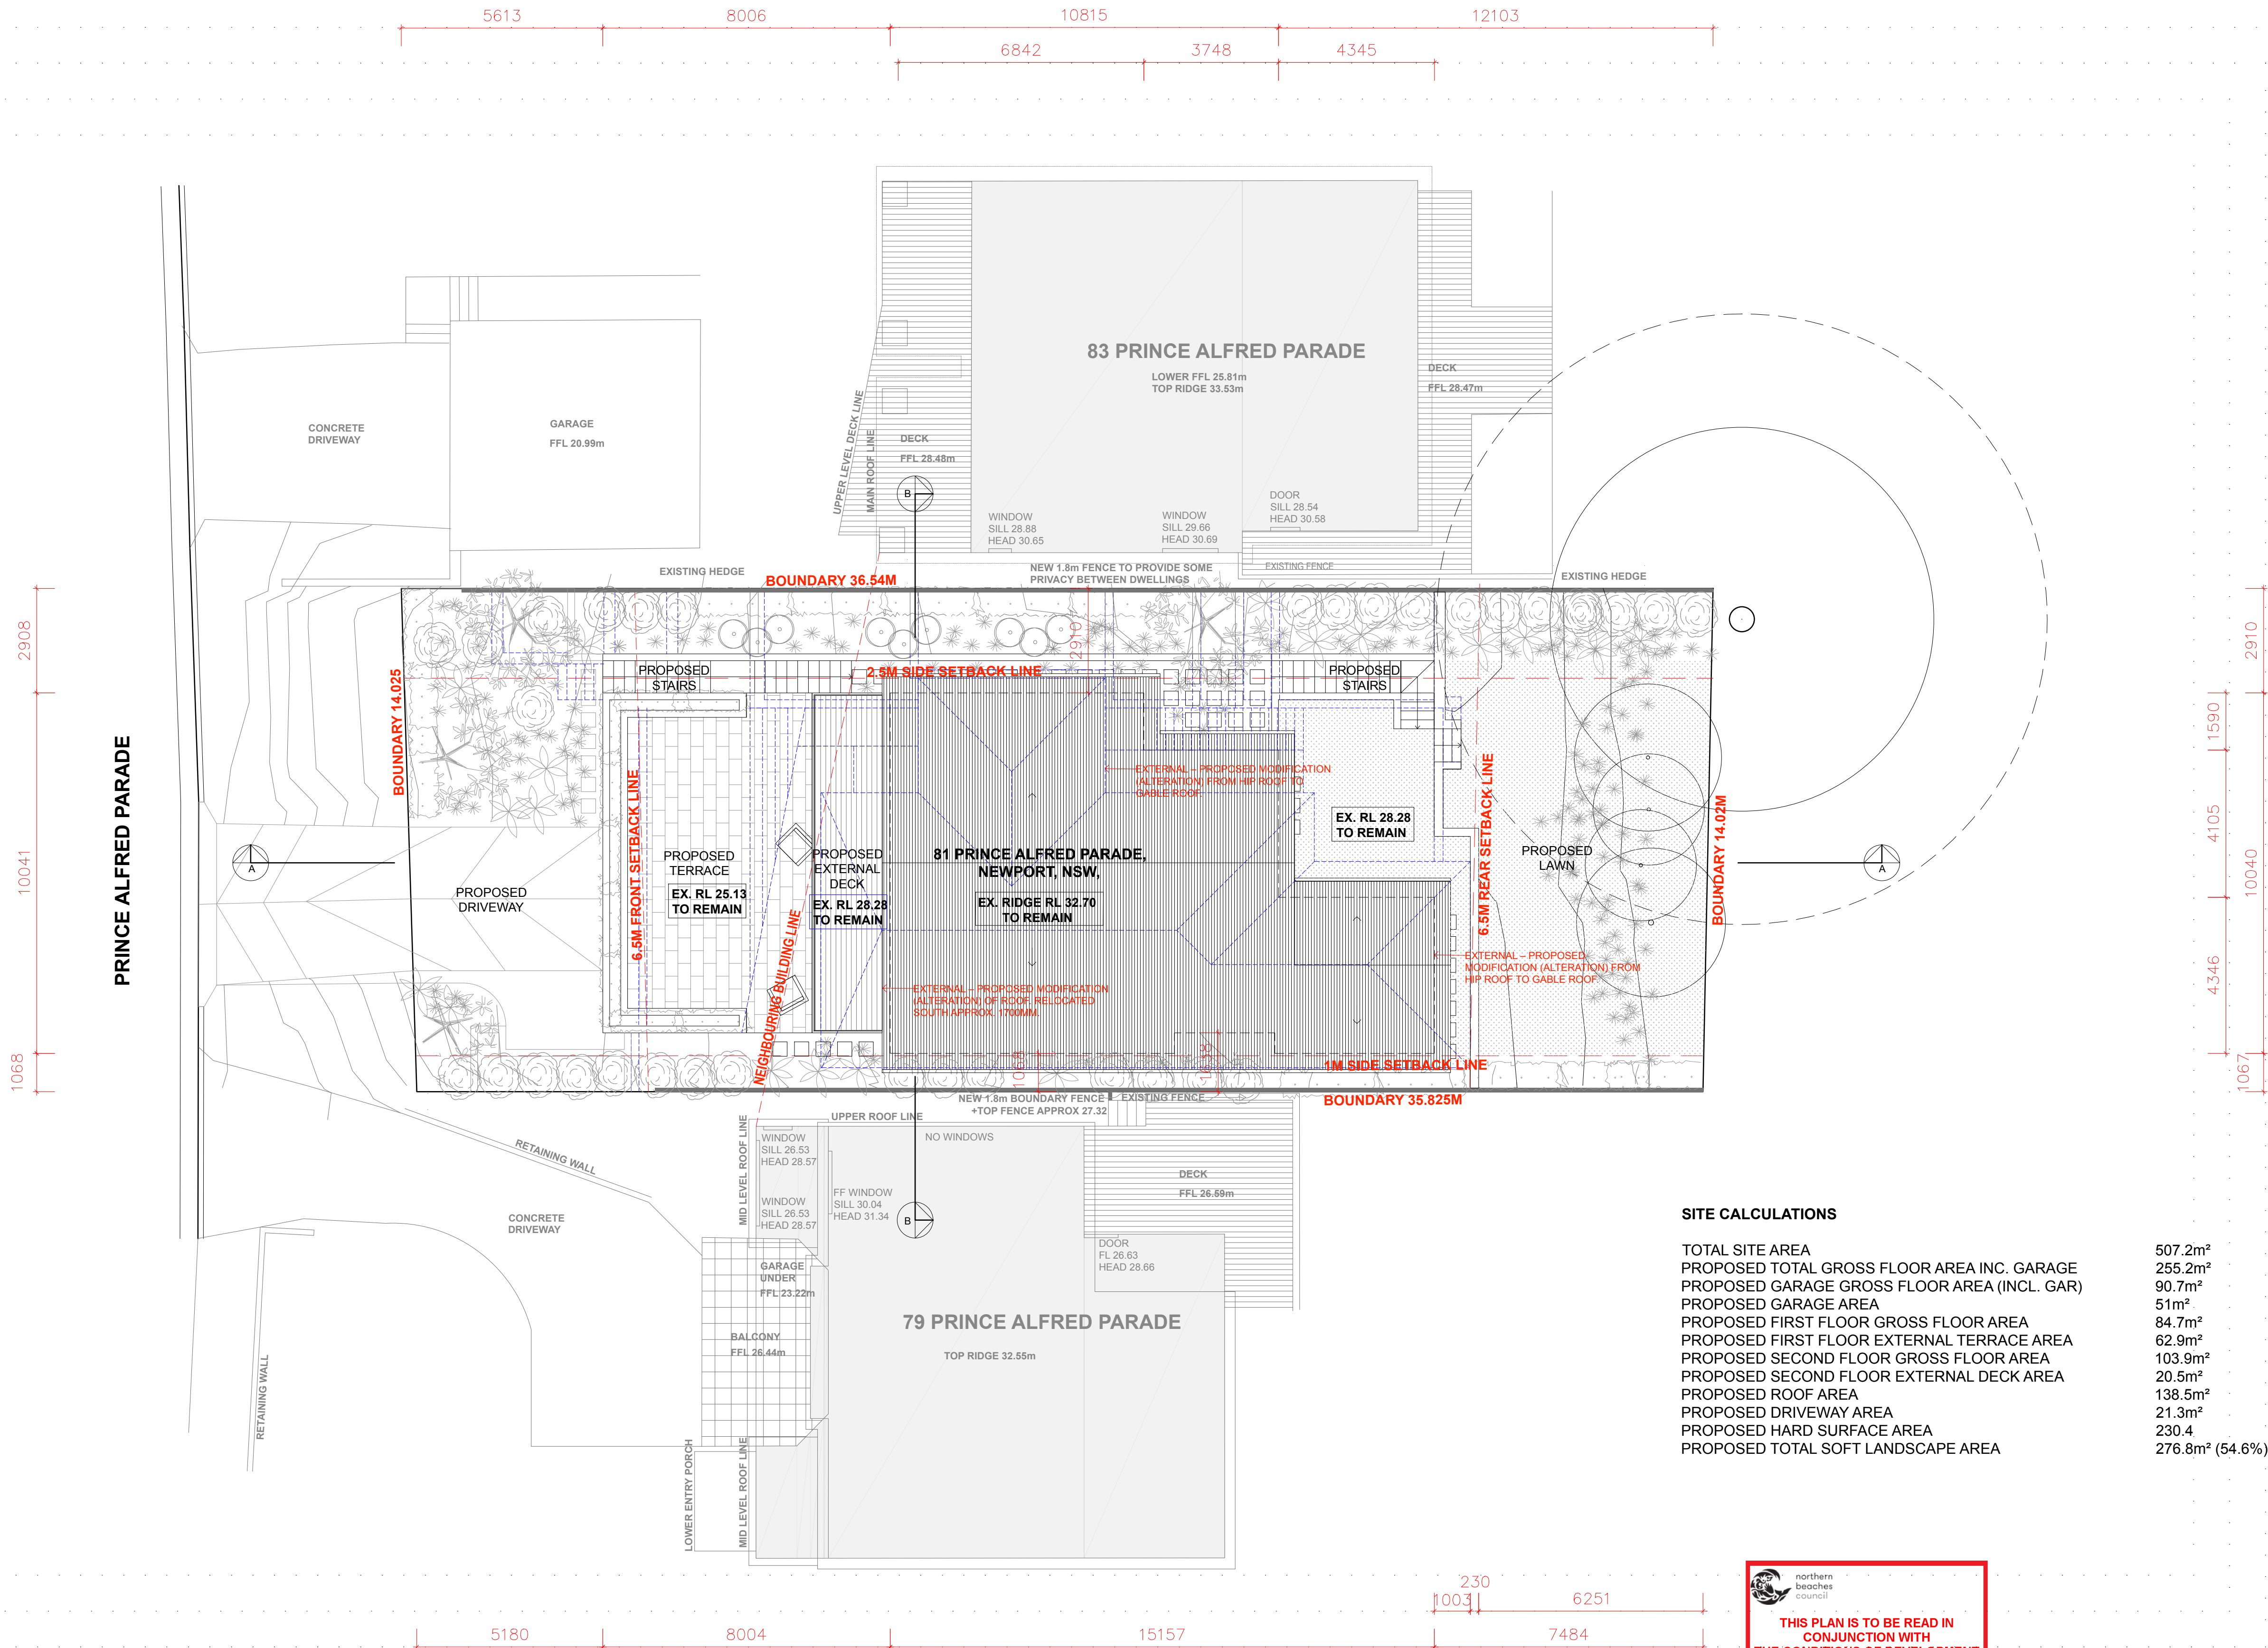 5613
8006
10815
12103
6842
3748
4345
83 PRINCE ALFRED PARADE
LOWER FFL 25.81m
TOP RIDGE 33.53m
DECK
FFL 28.47m
CONCRETE
DRIVEWAY
GARAGE
FFL 20.99m
UPPER LEVEL DECK LINE
MAIN ROOF LINE
DECK
FFL 28.48m
B
WINDOW
SILL 28.88
HEAD 30.65
WINDOW
SILL 29.66
HEAD 30.69
DOOR
SILL 28.54
HEAD 30.58
EXISTING HEDGE
BOUNDARY 36.54M
NEW 1.8m FENCE TO PROVIDE SOME
PRIVACY BETWEEN DWELLINGS
EXISTING FENCE
EXISTING HEDGE
2908
10041
1068
PRINCE ALFRED PARADE
BOUNDARY 14.025
PROPOSED
STAIRS
2.5M SIDE SETBACK LINE
2910
PROPOSED
STAIRS
2910
1590
4105
10040
4346
1067
EXTERNAL – PROPOSED MODIFICATION
(ALTERATION) FROM HIP ROOF TO
GABLE ROOF.
6.5M FRONT SETBACK LINE
6.5M REAR SETBACK LINE
BOUNDARY 14.02M
EX. RL 28.28
TO REMAIN
A
PROPOSED
DRIVEWAY
PROPOSED
TERRACE
EX. RL 25.13
TO REMAIN
PROPOSED
EXTERNAL
DECK
EX. RL 28.28
TO REMAIN
81 PRINCE ALFRED PARADE,
NEWPORT, NSW,
EX. RIDGE RL 32.70
TO REMAIN
PROPOSED
LAWN
A
NEIGHBOURING BUILDING LINE
EXTERNAL – PROPOSED
MODIFICATION (ALTERATION) FROM
HIP ROOF TO GABLE ROOF.
EXTERNAL – PROPOSED MODIFICATION
(ALTERATION) OF ROOF. RELOCATED
SOUTH APPROX. 1700MM.
1068
1638
1M SIDE SETBACK LINE
NEW 1.8m BOUNDARY FENCE
+TOP FENCE APPROX 27.32
EXISTING FENCE
BOUNDARY 35.825M
RETAINING WALL
MID LEVEL ROOF LINE
UPPER ROOF LINE
WINDOW
SILL 26.53
HEAD 28.57
NO WINDOWS
DECK
FFL 26.59m
WINDOW
SILL 26.53
HEAD 28.57
FF WINDOW
SILL 30.04
HEAD 31.34
B
CONCRETE
DRIVEWAY
DOOR
FL 26.63
HEAD 28.66
GARAGE
UNDER
FFL 23.22m
79 PRINCE ALFRED PARADE
TOP RIDGE 32.55m
BALCONY
FFL 26.44m
RETAINING WALL
LOWER ENTRY PORCH
MID LEVEL ROOF LINE
SITE CALCULATIONS
TOTAL SITE AREA 507.2m²
PROPOSED TOTAL GROSS FLOOR AREA INC. GARAGE 255.2m²
PROPOSED GARAGE GROSS FLOOR AREA (INCL. GAR) 90.7m²
PROPOSED GARAGE AREA 51m²
PROPOSED FIRST FLOOR GROSS FLOOR AREA 84.7m²
PROPOSED FIRST FLOOR EXTERNAL TERRACE AREA 62.9m²
PROPOSED SECOND FLOOR GROSS FLOOR AREA 103.9m²
PROPOSED SECOND FLOOR EXTERNAL DECK AREA 20.5m²
PROPOSED ROOF AREA 138.5m²
PROPOSED DRIVEWAY AREA 21.3m²
PROPOSED HARD SURFACE AREA 230.4
PROPOSED TOTAL SOFT LANDSCAPE AREA 276.8m² (54.6%)
northern
beaches
council
THIS PLAN IS TO BE READ IN
CONJUNCTION WITH
THE CONDITIONS OF DEVELOPMENT
230
1003
6251
5180
8004
15157
7484